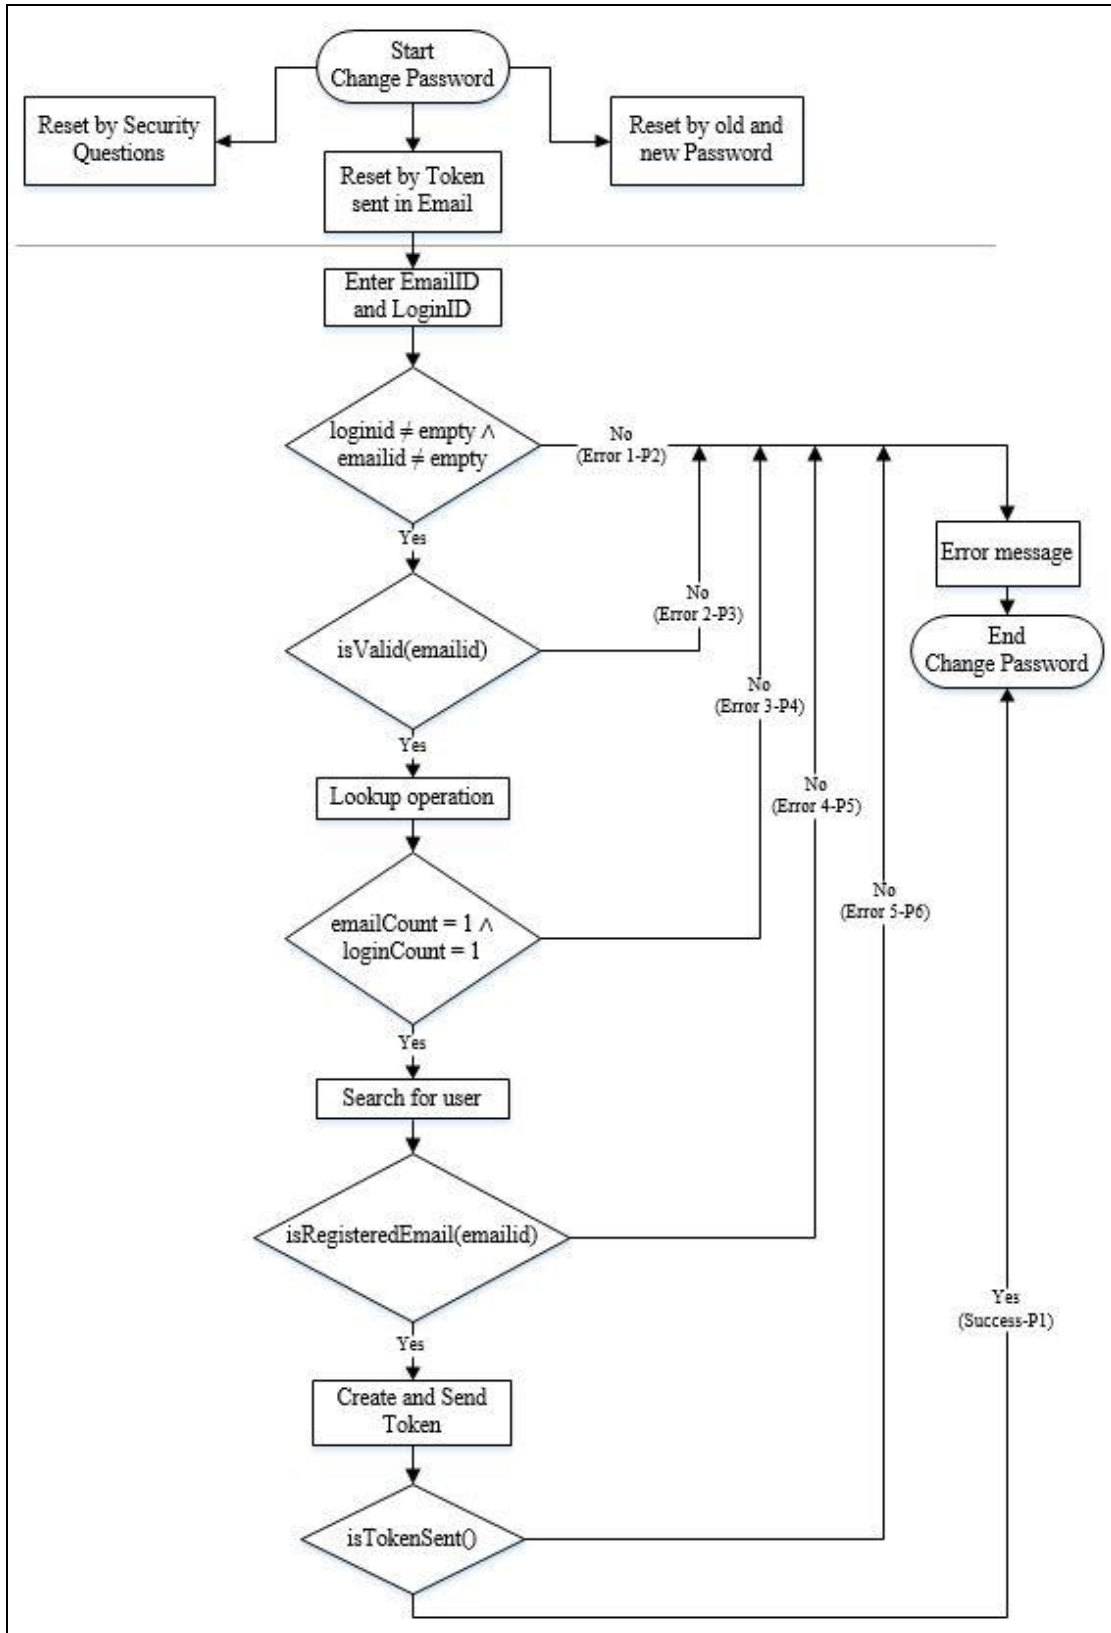 Start
Change Password
Reset by Security
Questions
Reset by old and
new Password
Reset by Token
sent in Email
Enter EmailID
and LoginID
loginid ≠ empty ∧
emailid ≠ empty
No
(Error 1-P2)
Yes
Error message
isValid(emailid)
No
(Error 2-P3)
End
Change Password
Yes
No
(Error 3-P4)
Lookup operation
No
(Error 4-P5)
emailCount = 1 ∧
loginCount = 1
No
(Error 5-P6)
Yes
Search for user
isRegisteredEmail(emailid)
Yes
(Success-P1)
Yes
Create and Send
Token
isTokenSent()